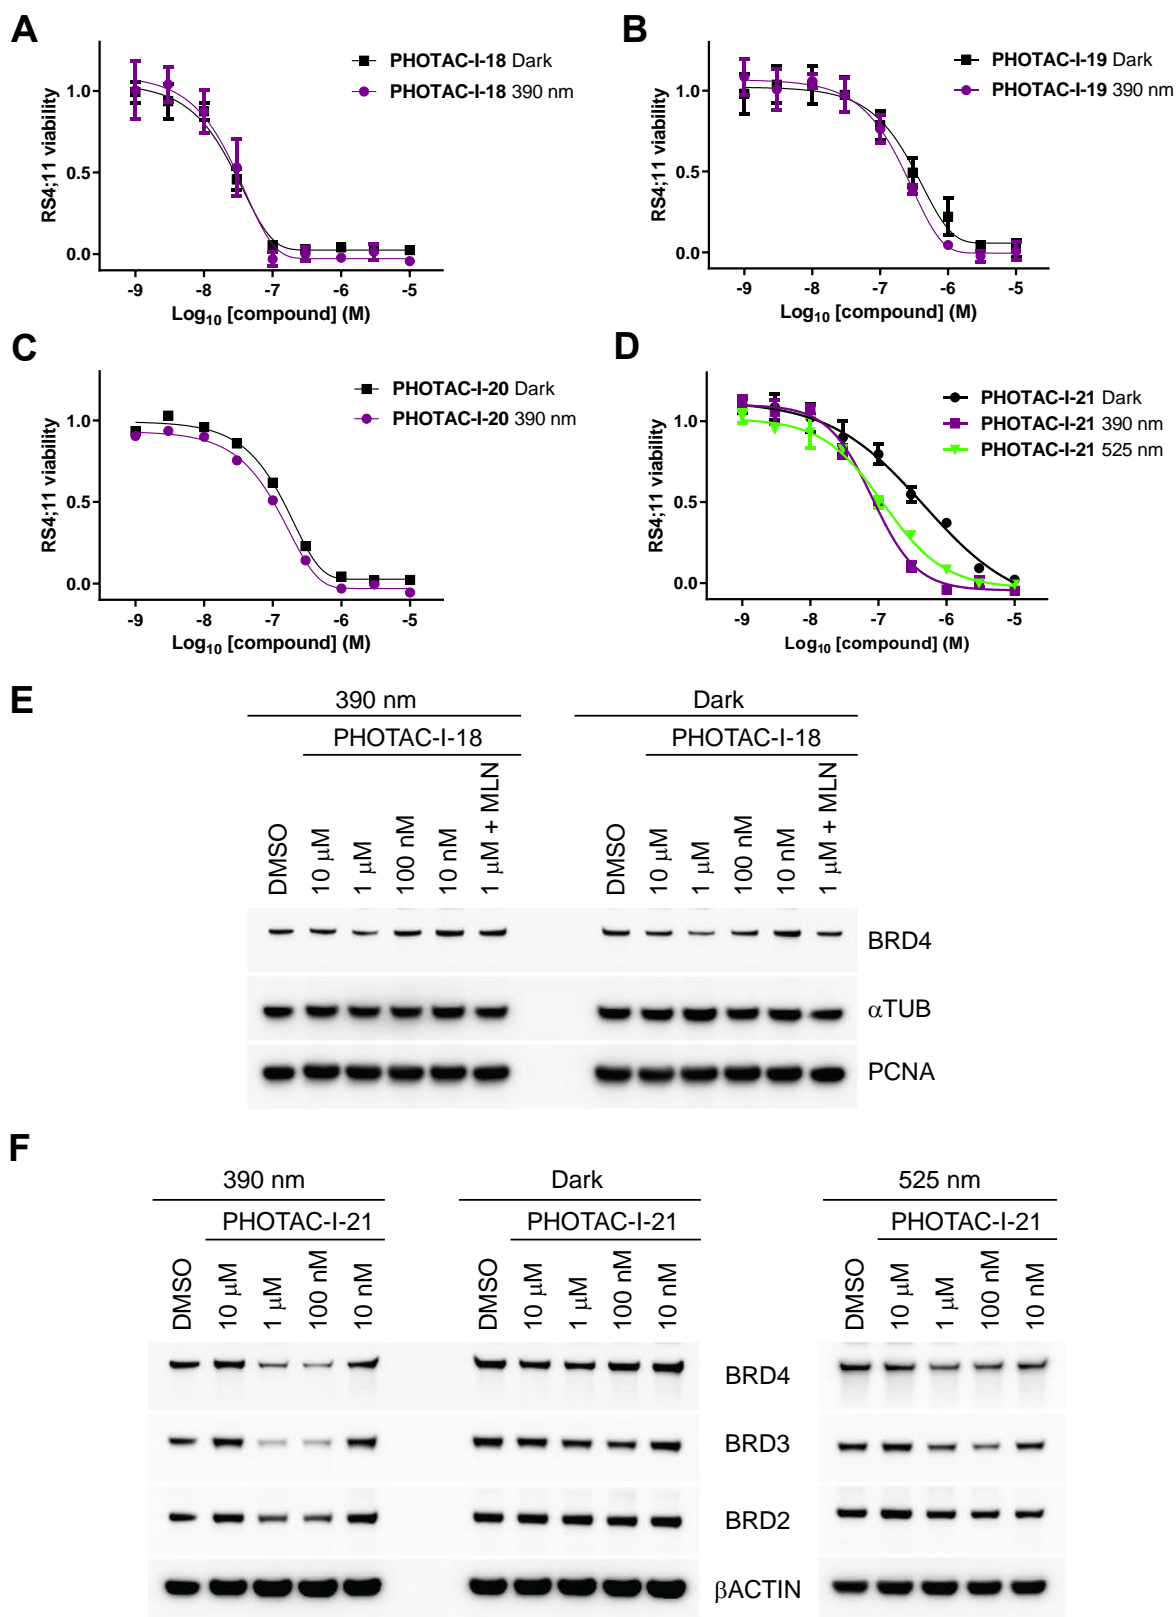 A
PHOTAC-I-18 Dark
PHOTAC-I-18 390 nm
RS4;11 viability
1.0
0.5
0.0
-9 -8 -7 -6 -5
Log10 [compound] (M)
B
PHOTAC-I-19 Dark
PHOTAC-I-19 390 nm
RS4;11 viability
1.0
0.5
0.0
-9 -8 -7 -6 -5
Log10 [compound] (M)
C
PHOTAC-I-20 Dark
PHOTAC-I-20 390 nm
RS4;11 viability
1.0
0.5
0.0
-9 -8 -7 -6 -5
Log10 [compound] (M)
D
PHOTAC-I-21 Dark
PHOTAC-I-21 390 nm
PHOTAC-I-21 525 nm
RS4;11 viability
1.0
0.5
0.0
-9 -8 -7 -6 -5
Log10 [compound] (M)
E
390 nm
PHOTAC-I-18
DMSO
10 µM
1 µM
100 nM
10 nM
1 µM + MLN
Dark
PHOTAC-I-18
DMSO
10 µM
1 µM
100 nM
10 nM
1 µM + MLN
BRD4
αTUB
PCNA
F
390 nm
PHOTAC-I-21
DMSO
10 µM
1 µM
100 nM
10 nM
Dark
PHOTAC-I-21
DMSO
10 µM
1 µM
100 nM
10 nM
525 nm
PHOTAC-I-21
DMSO
10 µM
1 µM
100 nM
10 nM
BRD4
BRD3
BRD2
βACTIN